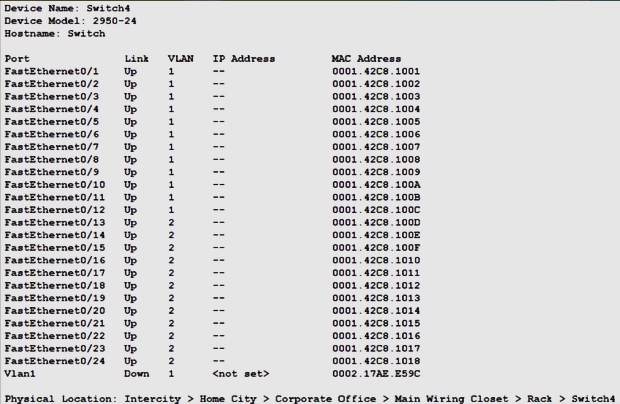 Device Name: Switch4
Device Model: 2950-24
Hostname: Switch
Port Link VLAN IP Address MAC Address
FastEthernet0/1 Up 1 -- 0001.42C8.1001
FastEthernet0/2 Up 1 -- 0001.42C8.1002
FastEthernet0/3 Up 1 -- 0001.42C8.1003
FastEthernet0/4 Up 1 -- 0001.42C8.1004
FastEthernet0/5 Up 1 -- 0001.42C8.1005
FastEthernet0/6 Up 1 -- 0001.42C8.1006
FastEthernet0/7 Up 1 -- 0001.42C8.1007
FastEthernet0/8 Up 1 -- 0001.42C8.1008
FastEthernet0/9 Up 1 -- 0001.42C8.1009
FastEthernet0/10 Up 1 -- 0001.42C8.100A
FastEthernet0/11 Up 1 -- 0001.42C8.100B
FastEthernet0/12 Up 1 -- 0001.42C8.100C
FastEthernet0/13 Up 2 -- 0001.42C8.100D
FastEthernet0/14 Up 2 -- 0001.42C8.100E
FastEthernet0/15 Up 2 -- 0001.42C8.100F
FastEthernet0/16 Up 2 -- 0001.42C8.1010
FastEthernet0/17 Up 2 -- 0001.42C8.1011
FastEthernet0/18 Up 2 -- 0001.42C8.1012
FastEthernet0/19 Up 2 -- 0001.42C8.1013
FastEthernet0/20 Up 2 -- 0001.42C8.1014
FastEthernet0/21 Up 2 -- 0001.42C8.1015
FastEthernet0/22 Up 2 -- 0001.42C8.1016
FastEthernet0/23 Up 2 -- 0001.42C8.1017
FastEthernet0/24 Up 2 -- 0001.42C8.1018
Vlan1 Down 1 <not set> 0002.17AE.E59C
Physical Location: Intercity > Home City > Corporate Office > Main Wiring Closet > Rack > Switch4